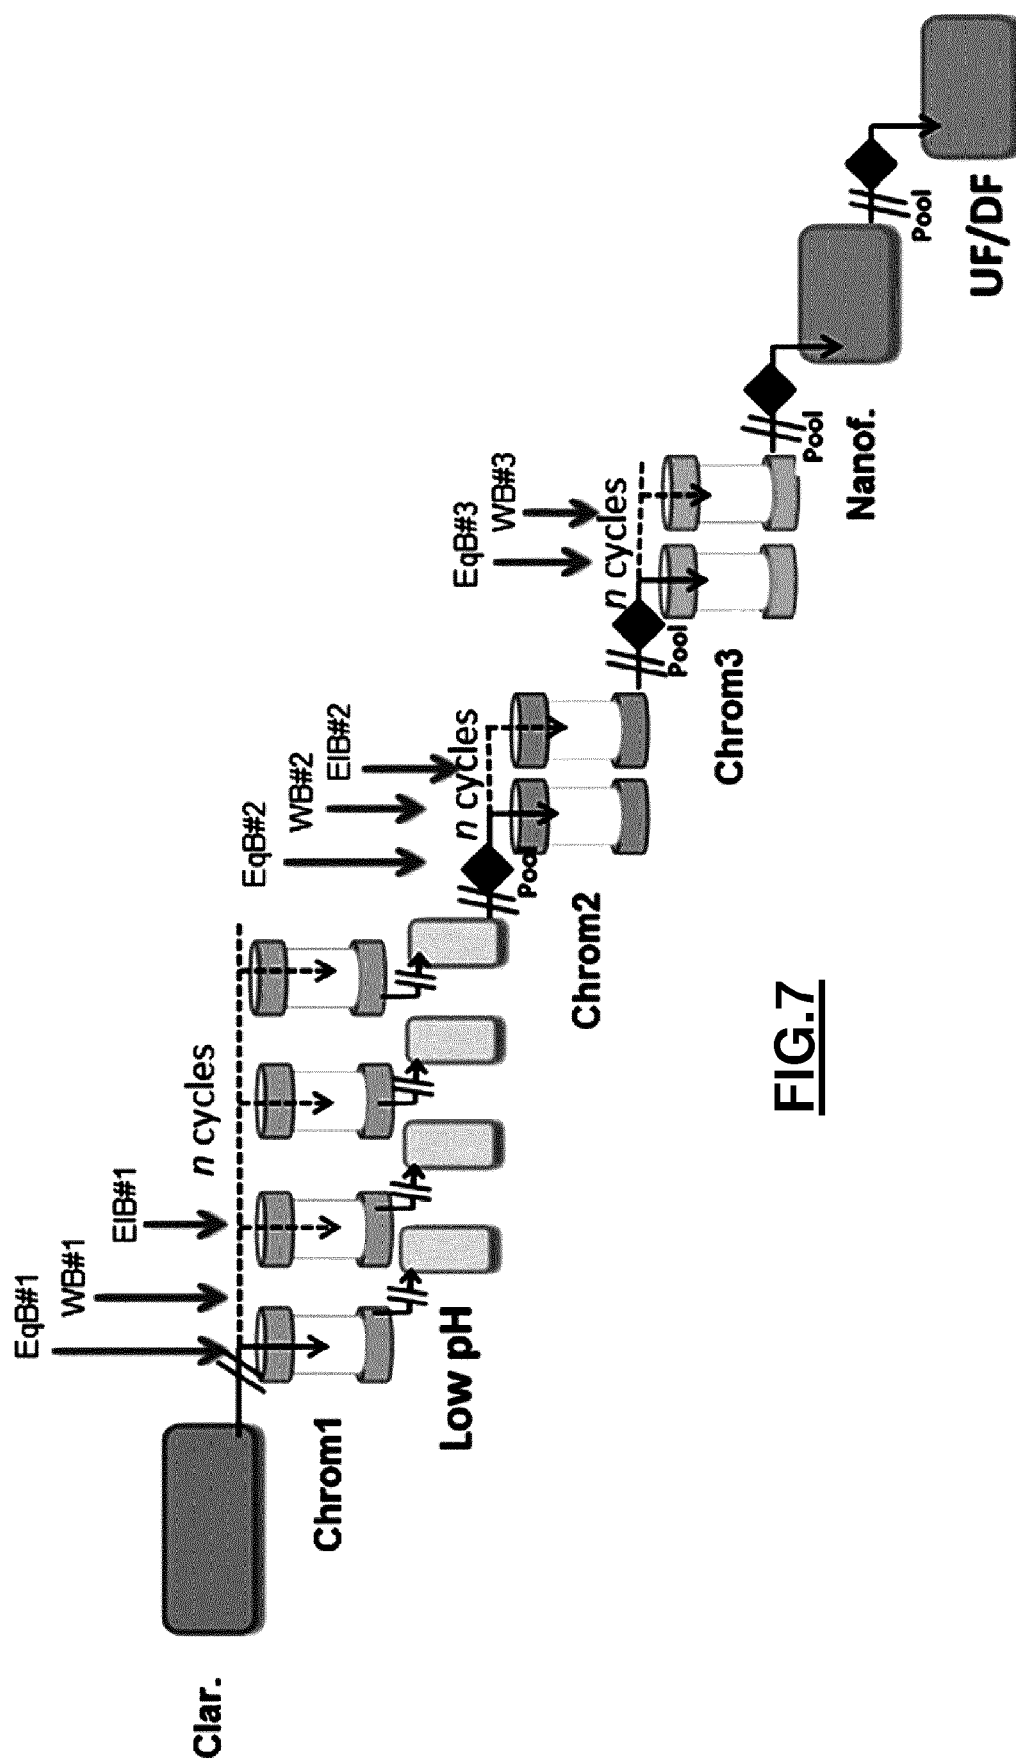 Clar.
EqB#1
WB#1
EIB#1
n cycles
Chrom1
Low pH
EqB#2
WB#2
EIB#2
n cycles
Pool
Chrom2
EqB#3
WB#3
n cycles
Pool
Chrom3
Pool
Nanof.
Pool
UF/DF
FIG.7